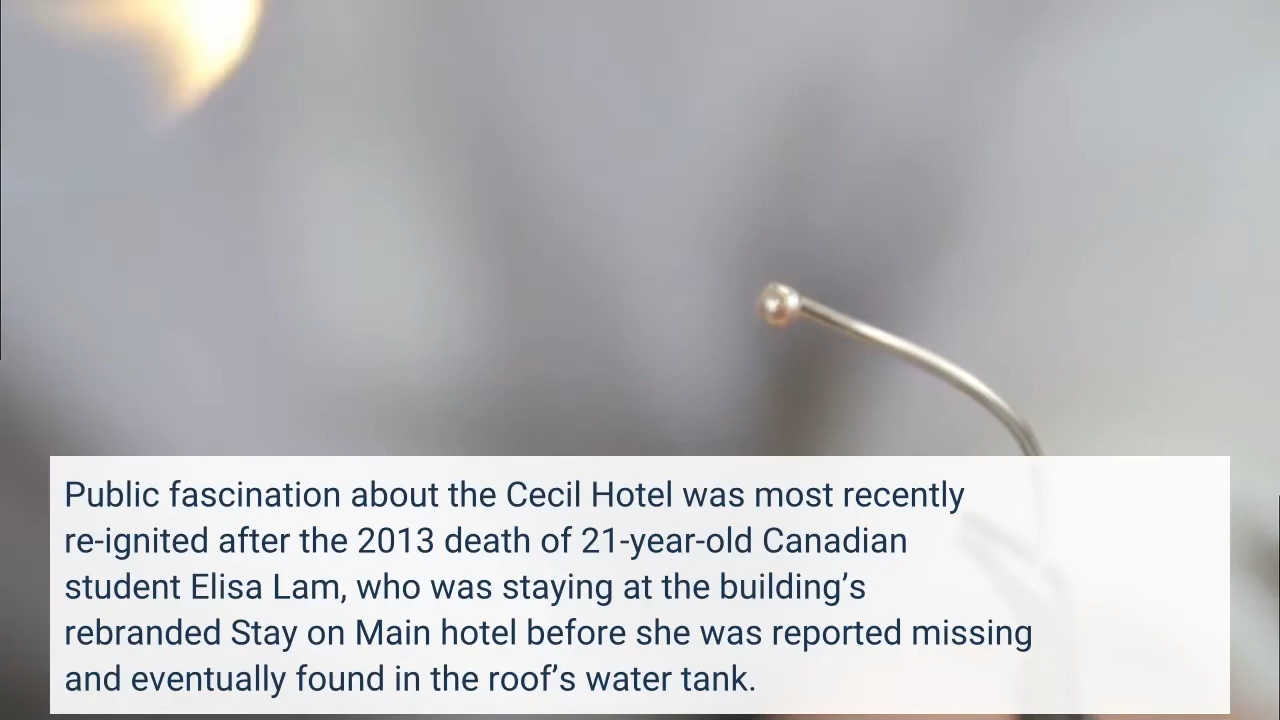 Public fascination about the Cecil Hotel was most recently
re-ignited after the 2013 death of 21-year-old Canadian
student Elisa Lam, who was staying at the building’s
rebranded Stay on Main hotel before she was reported missing
and eventually found in the roof’s water tank.